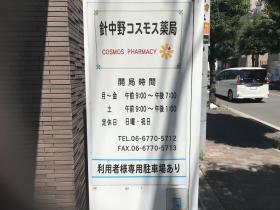 針中野コスモス薬局
COSMOS PHARMACY
開局時間
月～金 午前9:00～午後7:00
土 午前9:00～午後1:00
定休日 日曜・祝日
TEL.06-6770-5712
FAX.06-6770-5713
利用者様専用駐車場あり